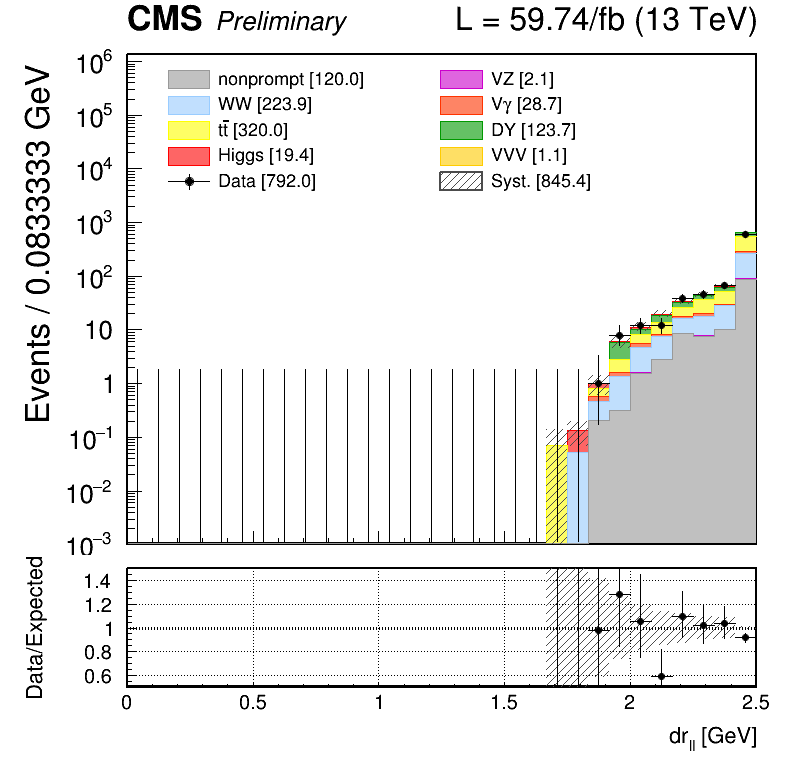 CMS Preliminary L = 59.74/fb (13 TeV)
Events / 0.0833333 GeV
10⁶
10⁵
10⁴
10³
10²
10
1
10⁻¹
10⁻²
10⁻³
nonprompt [120.0]
WW [223.9]
tt̄ [320.0]
Higgs [19.4]
Data [792.0]
VZ [2.1]
Vγ [28.7]
DY [123.7]
VVV [1.1]
Syst. [845.4]
Data/Expected
1.4
1.2
1
0.8
0.6
0 0.5 1 1.5 2 2.5
dr_ll [GeV]